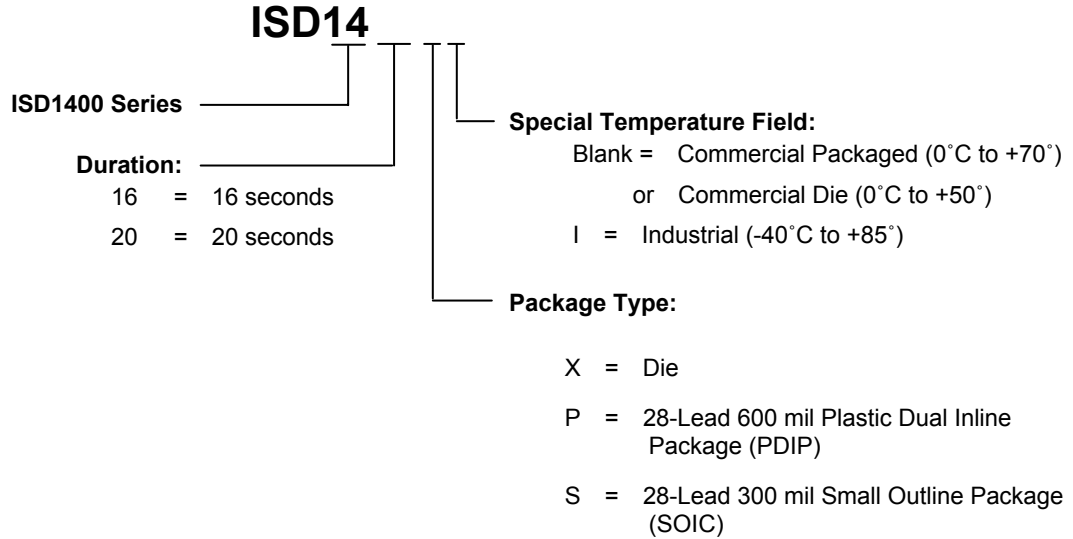 ISD14
ISD1400 Series
Duration:
16 = 16 seconds
20 = 20 seconds
Special Temperature Field:
Blank = Commercial Packaged (0˚C to +70˚)
or Commercial Die (0˚C to +50˚)
I = Industrial (-40˚C to +85˚)
Package Type:
X = Die
P = 28-Lead 600 mil Plastic Dual Inline
Package (PDIP)
S = 28-Lead 300 mil Small Outline Package
(SOIC)